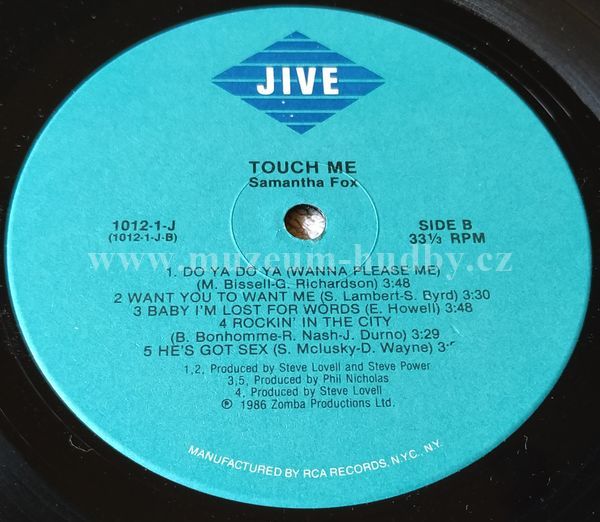 JIVE
TOUCH ME
Samantha Fox
1012-1-J
(1012-1-J-B)
SIDE B
33⅓ RPM
www.muzeum-hudby.cz
1. DO YA DO YA (WANNA PLEASE ME)
(M. Bissell-G. Richardson) 3:48
2 WANT YOU TO WANT ME (S. Lambert-S. Byrd) 3:30
3 BABY I'M LOST FOR WORDS (E. Howell) 3:48
4 ROCKIN' IN THE CITY
(B. Bonhomme-R. Nash-J. Durno) 3:29
5 HE'S GOT SEX (S. Mclusky-D. Wayne)
1,2, Produced by Steve Lovell and Steve Power
3,5, Produced by Phil Nicholas
4, Produced by Steve Lovell
℗ 1986 Zomba Productions Ltd.
MANUFACTURED BY RCA RECORDS, N.Y.C., N.Y.